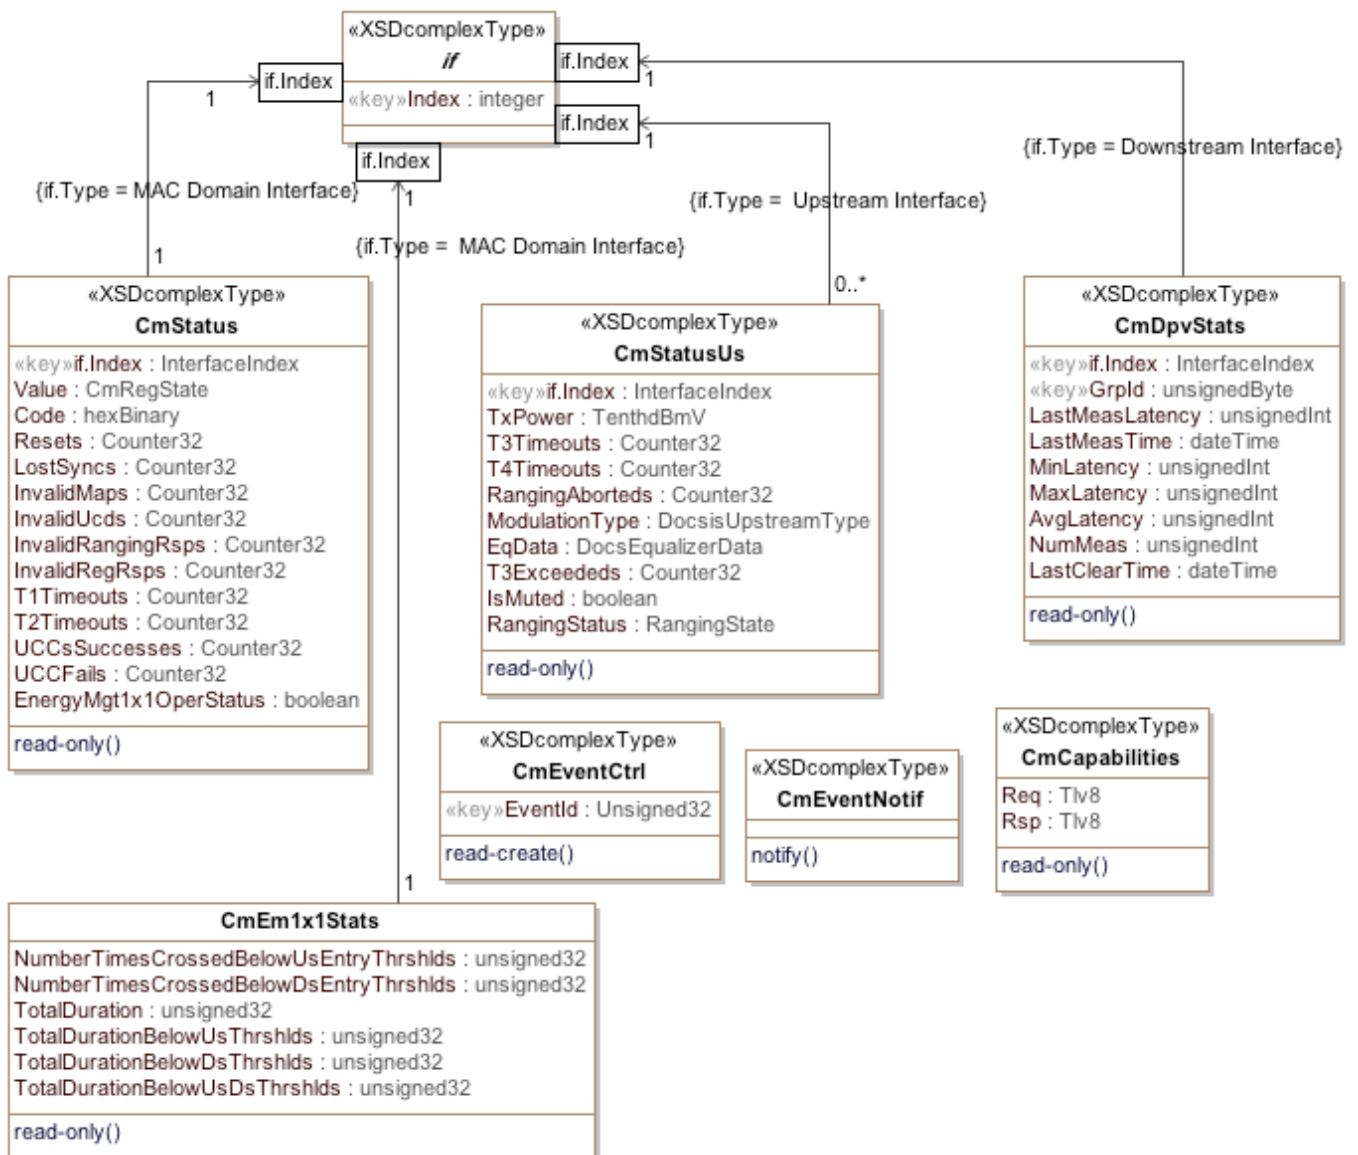 «XSDcomplexType»
if
«key»Index : integer
if.Index
1
if.Index
1
if.Index
1
if.Index
1
{if.Type = MAC Domain Interface}
{if.Type =  MAC Domain Interface}
{if.Type =  Upstream Interface}
{if.Type = Downstream Interface}
1
0..*
1
«XSDcomplexType»
CmStatus
«key»if.Index : InterfaceIndex
Value : CmRegState
Code : hexBinary
Resets : Counter32
LostSyncs : Counter32
InvalidMaps : Counter32
InvalidUcds : Counter32
InvalidRangingRsps : Counter32
InvalidRegRsps : Counter32
T1Timeouts : Counter32
T2Timeouts : Counter32
UCCsSuccesses : Counter32
UCCFails : Counter32
EnergyMgt1x1OperStatus : boolean
read-only()
«XSDcomplexType»
CmStatusUs
«key»if.Index : InterfaceIndex
TxPower : TenthdBmV
T3Timeouts : Counter32
T4Timeouts : Counter32
RangingAborteds : Counter32
ModulationType : DocsisUpstreamType
EqData : DocsEqualizerData
T3Exceededs : Counter32
IsMuted : boolean
RangingStatus : RangingState
read-only()
«XSDcomplexType»
CmDpvStats
«key»if.Index : InterfaceIndex
«key»GrpId : unsignedByte
LastMeasLatency : unsignedInt
LastMeasTime : dateTime
MinLatency : unsignedInt
MaxLatency : unsignedInt
AvgLatency : unsignedInt
NumMeas : unsignedInt
LastClearTime : dateTime
read-only()
«XSDcomplexType»
CmEventCtrl
«key»EventId : Unsigned32
read-create()
«XSDcomplexType»
CmEventNotif
notify()
«XSDcomplexType»
CmCapabilities
Req : Tlv8
Rsp : Tlv8
read-only()
CmEm1x1Stats
NumberTimesCrossedBelowUsEntryThrshlds : unsigned32
NumberTimesCrossedBelowDsEntryThrshlds : unsigned32
TotalDuration : unsigned32
TotalDurationBelowUsThrshlds : unsigned32
TotalDurationBelowDsThrshlds : unsigned32
TotalDurationBelowUsDsThrshlds : unsigned32
read-only()